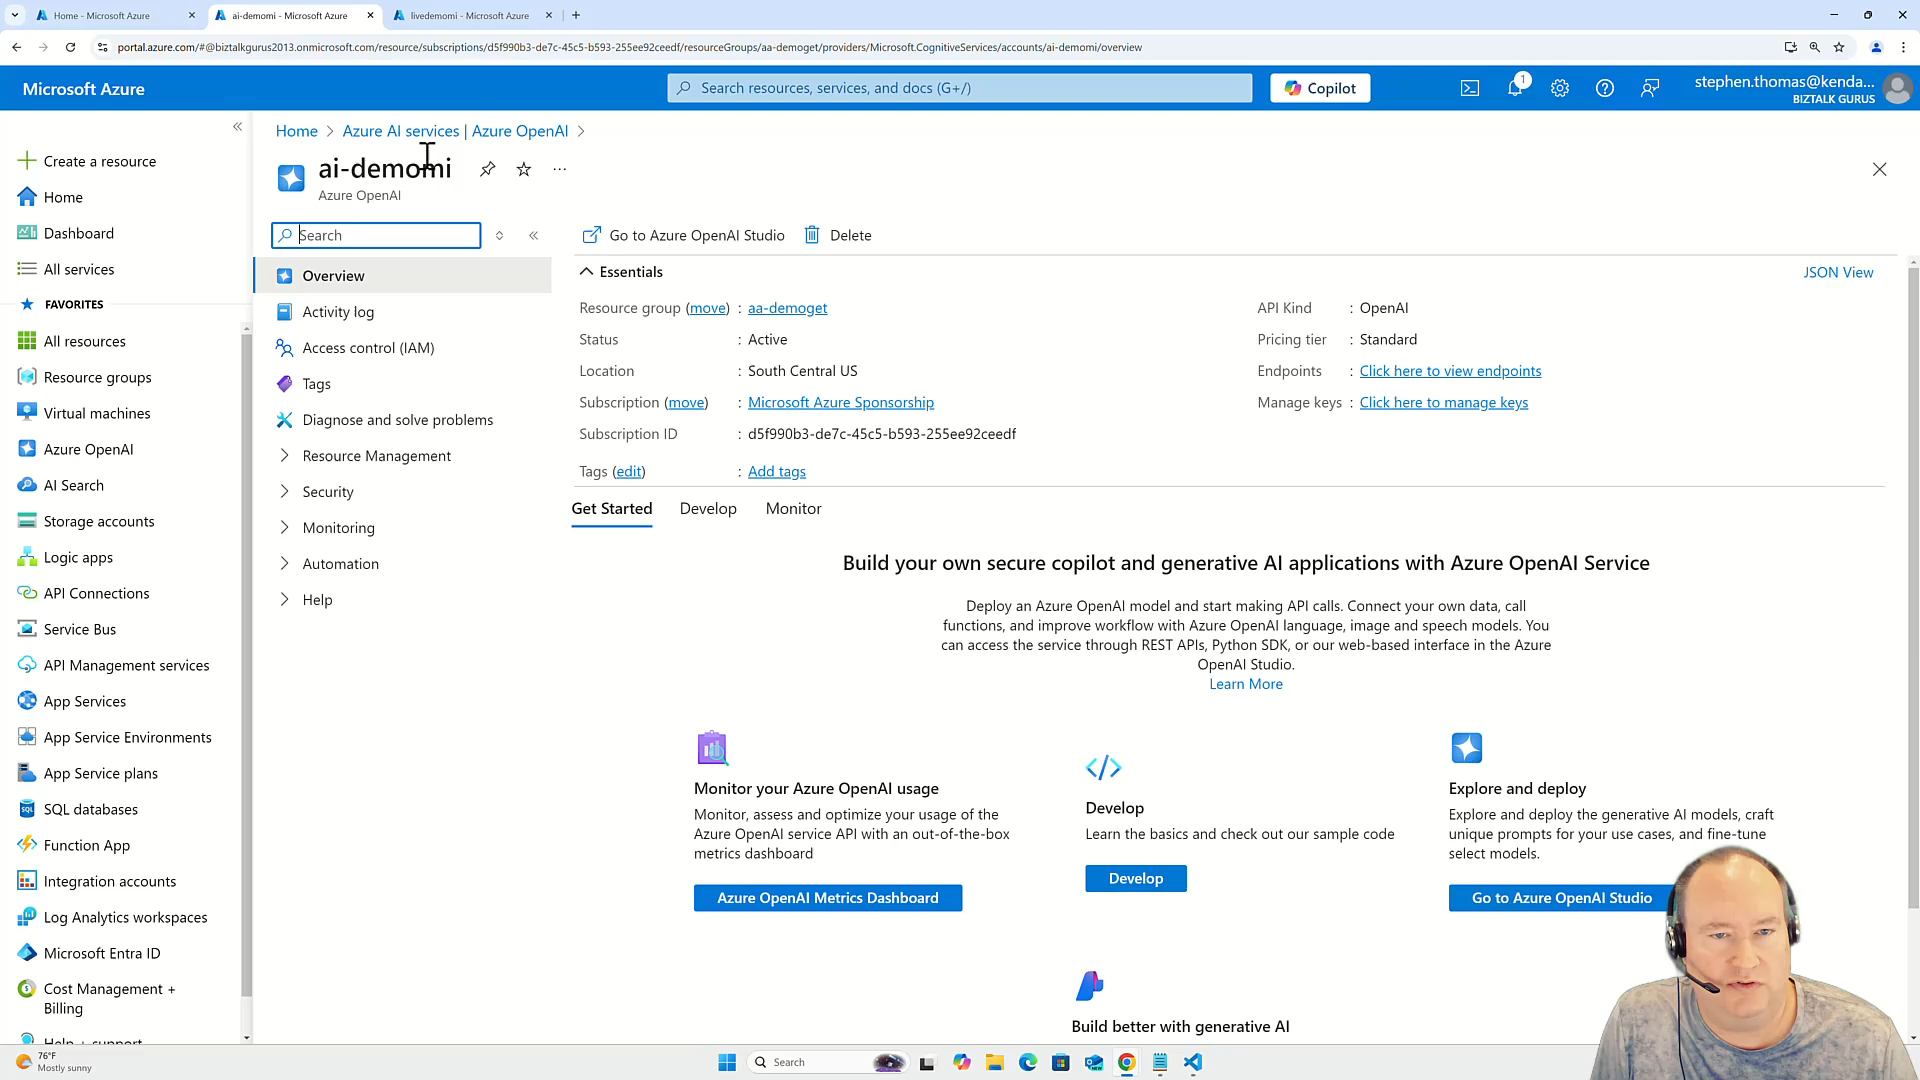 Home - Microsoft Azure
ai-demomi - Microsoft Azure
livedemomi - Microsoft Azure
portal.azure.com/#@biztalkgurus2013.onmicrosoft.com/resource/subscriptions/d5f990b3-de7c-45c5-b593-255ee92ceedf/resourceGroups/aa-demoget/providers/Microsoft.CognitiveServices/accounts/ai-demomi/overview
Microsoft Azure
Search resources, services, and docs (G+/)
Copilot
1
stephen.thomas@kenda...
BIZTALK GURUS
Create a resource
Home
Dashboard
All services
FAVORITES
All resources
Resource groups
Virtual machines
Azure OpenAI
AI Search
Storage accounts
Logic apps
API Connections
Service Bus
API Management services
App Services
App Service Environments
App Service plans
SQL databases
Function App
Integration accounts
Log Analytics workspaces
Microsoft Entra ID
Cost Management +
Billing
Help + support
Home > Azure AI services | Azure OpenAI >
ai-demomi
Azure OpenAI
Search
Overview
Activity log
Access control (IAM)
Tags
Diagnose and solve problems
Resource Management
Security
Monitoring
Automation
Help
Go to Azure OpenAI Studio
Delete
Essentials
JSON View
Resource group (move) : aa-demoget
Status : Active
Location : South Central US
Subscription (move) : Microsoft Azure Sponsorship
Subscription ID : d5f990b3-de7c-45c5-b593-255ee92ceedf
Tags (edit) : Add tags
API Kind : OpenAI
Pricing tier : Standard
Endpoints : Click here to view endpoints
Manage keys : Click here to manage keys
Get Started
Develop
Monitor
Build your own secure copilot and generative AI applications with Azure OpenAI Service
Deploy an Azure OpenAI model and start making API calls. Connect your own data, call
functions, and improve workflow with Azure OpenAI language, image and speech models. You
can access the service through REST APIs, Python SDK, or our web-based interface in the Azure
OpenAI Studio.
Learn More
Monitor your Azure OpenAI usage
Monitor, assess and optimize your usage of the
Azure OpenAI service API with an out-of-the-box
metrics dashboard
Azure OpenAI Metrics Dashboard
Develop
Learn the basics and check out our sample code
Develop
Explore and deploy
Explore and deploy the generative AI models, craft
unique prompts for your use cases, and fine-tune
select models.
Go to Azure OpenAI Studio
Build better with generative AI
76°F
Mostly sunny
Search